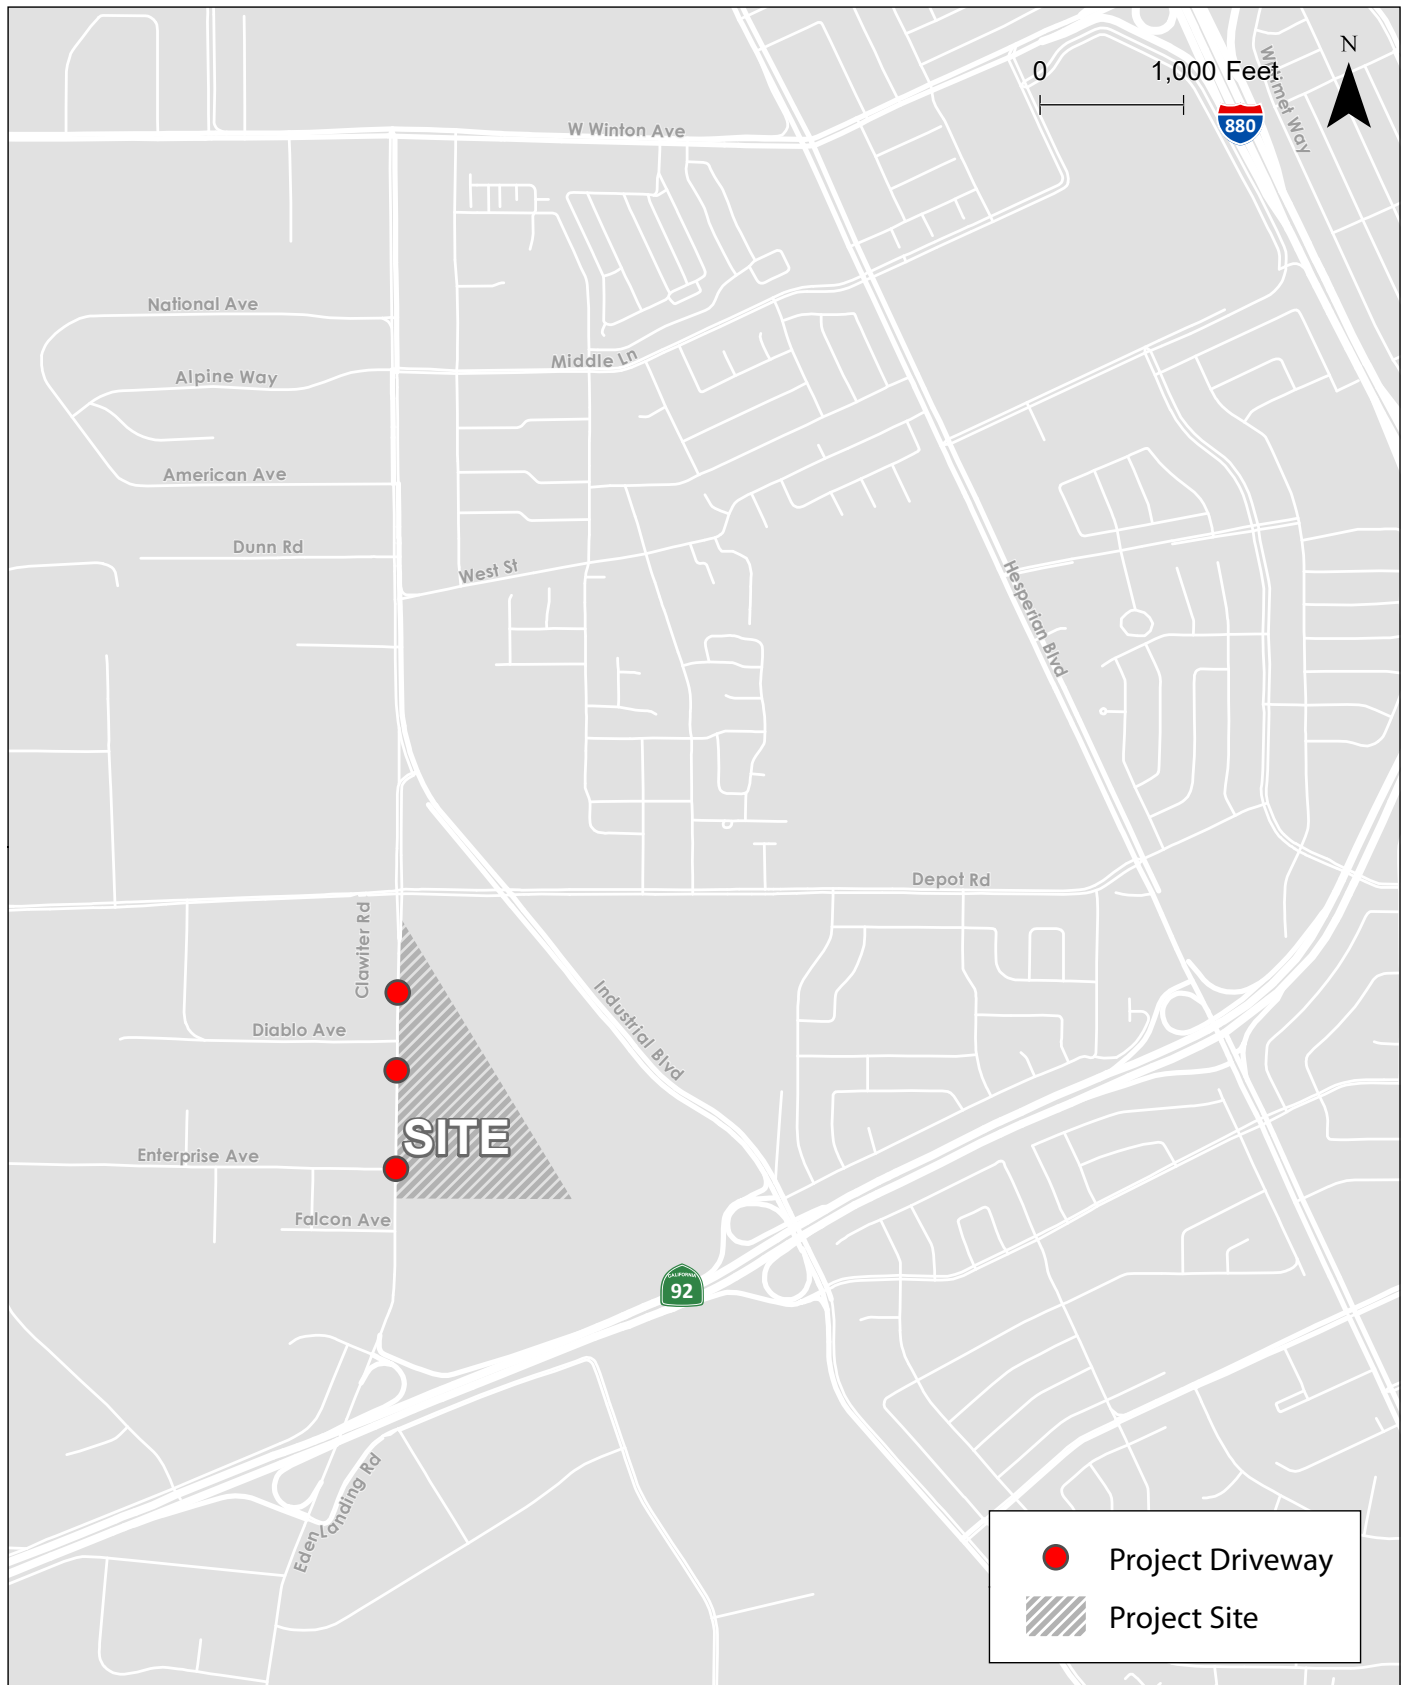 N
0 1,000 Feet
Whimet Way
880
W Winton Ave
National Ave
Middle Ln
Alpine Way
American Ave
Dunn Rd
West St
Hesperian Blvd
Depot Rd
Clawiter Rd
Industrial Blvd
Diablo Ave
SITE
Enterprise Ave
Falcon Ave
CALIFORNIA
92
Eden Landing Rd
Project Driveway
Project Site